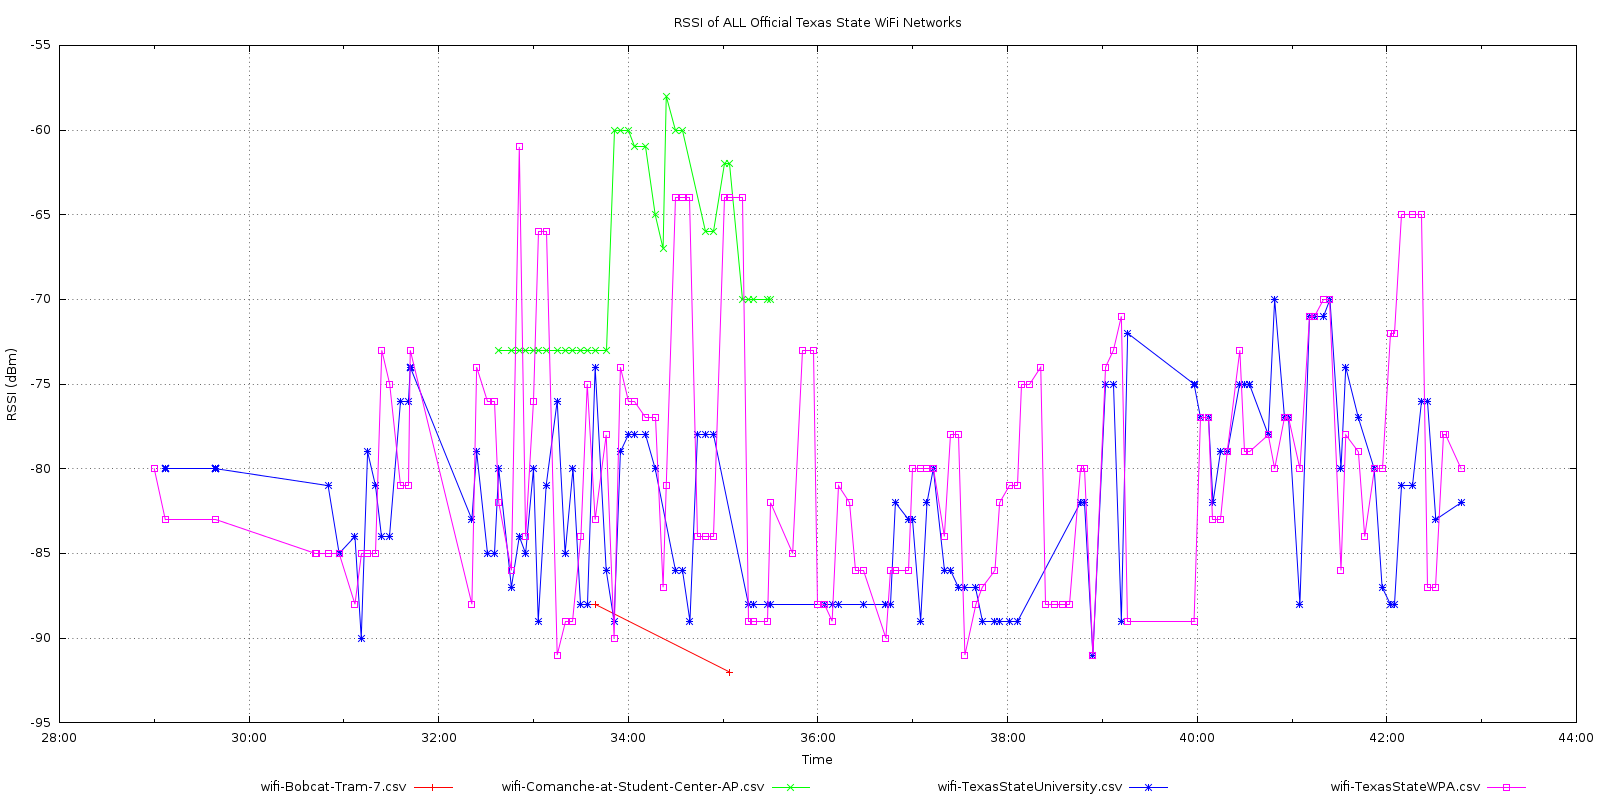 RSSI of ALL Official Texas State WiFi Networks
-55
-60
-65
-70
-75
-80
-85
-90
-95
RSSI (dBm)
28:00 30:00 32:00 34:00 36:00 38:00 40:00 42:00 44:00
Time
wifi-Bobcat-Tram-7.csv wifi-Comanche-at-Student-Center-AP.csv wifi-TexasStateUniversity.csv wifi-TexasStateWPA.csv